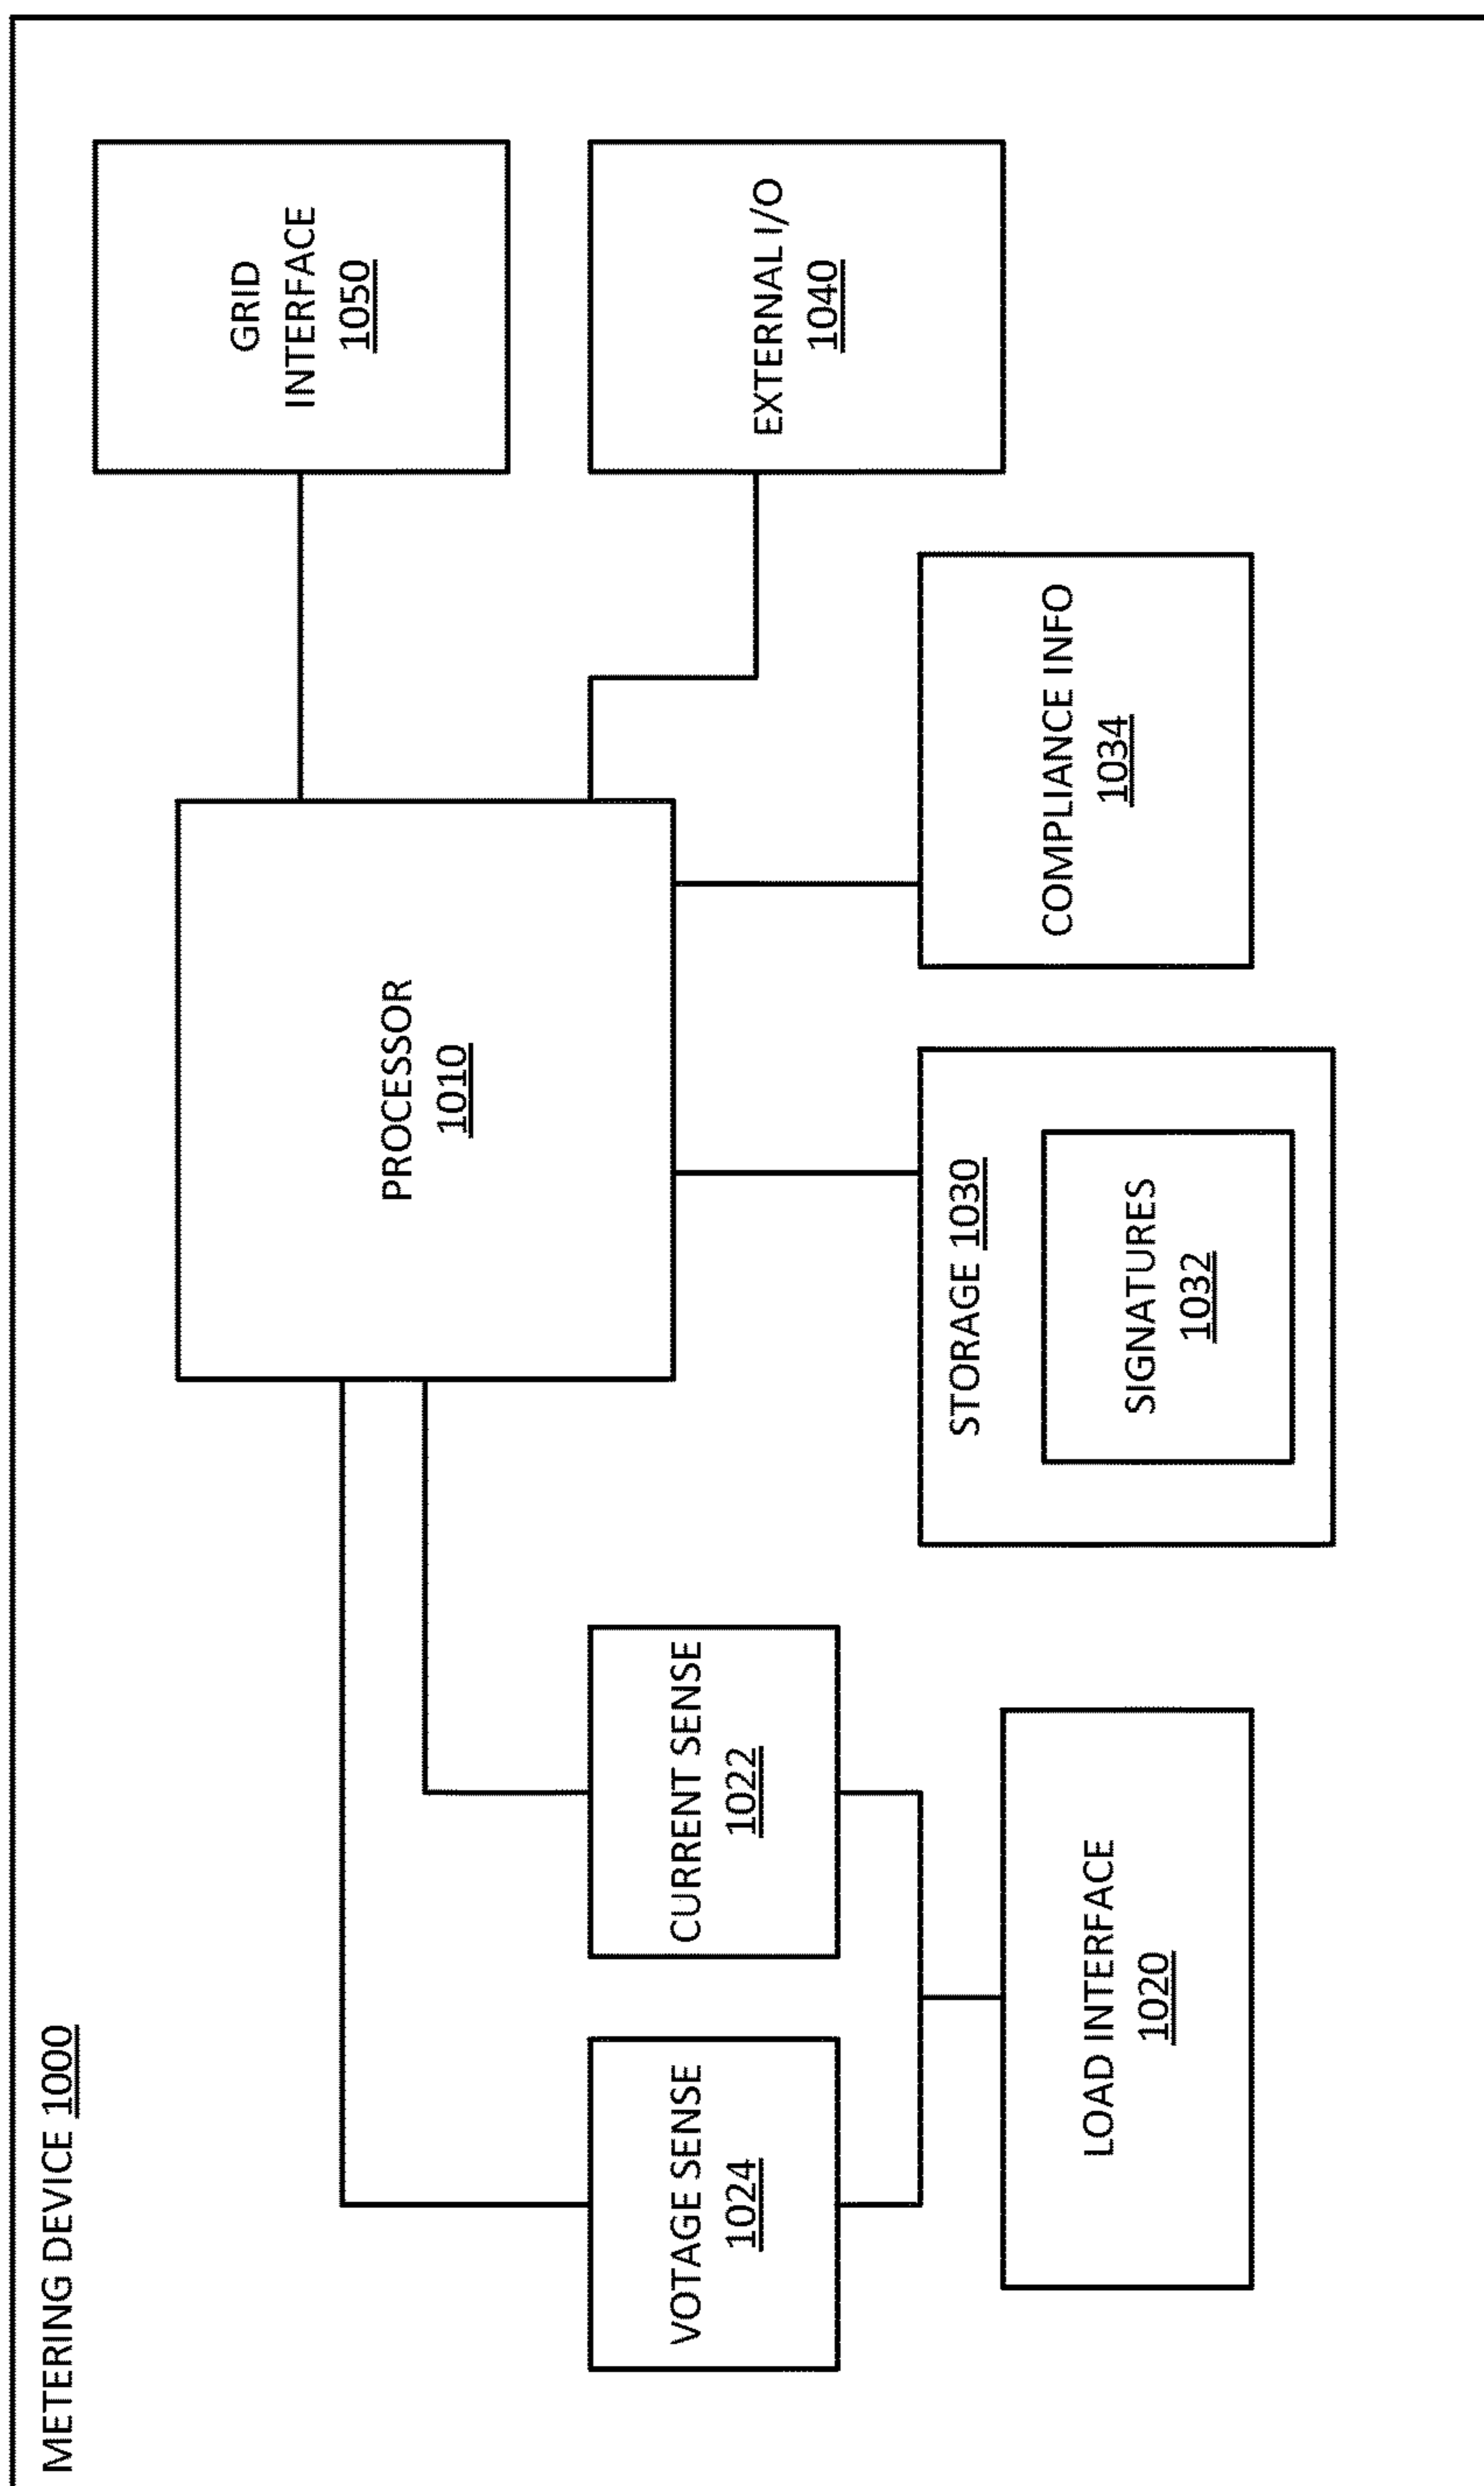 METERING DEVICE 1000
VOTAGE SENSE
1024
CURRENT SENSE
1022
LOAD INTERFACE
1020
PROCESSOR
1010
STORAGE 1030
SIGNATURES
1032
COMPLIANCE INFO
1034
GRID
INTERFACE
1050
EXTERNAL I/O
1040